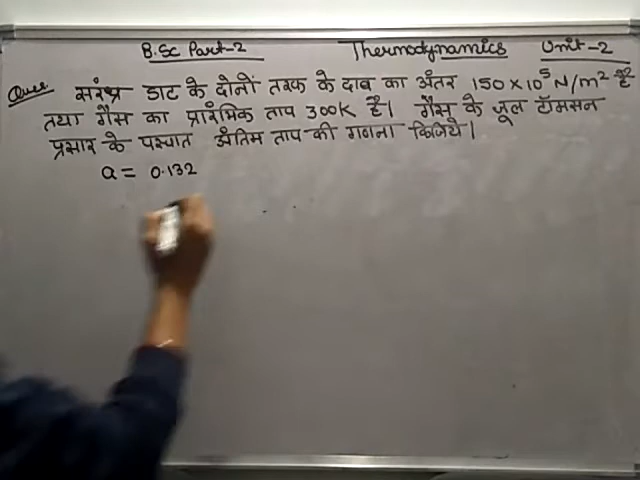 B.Sc Part-2 Thermodynamics Unit-2
Ques संरंध्र डाट के दोनों तरफ के दाब का अंतर 150×10⁵ N/m² है
तथा गैस का प्रारंभिक ताप 300K है। गैस के जूल टॉमसन
प्रसार के पश्चात अंतिम ताप की गणना किजिये।
a = 0.132